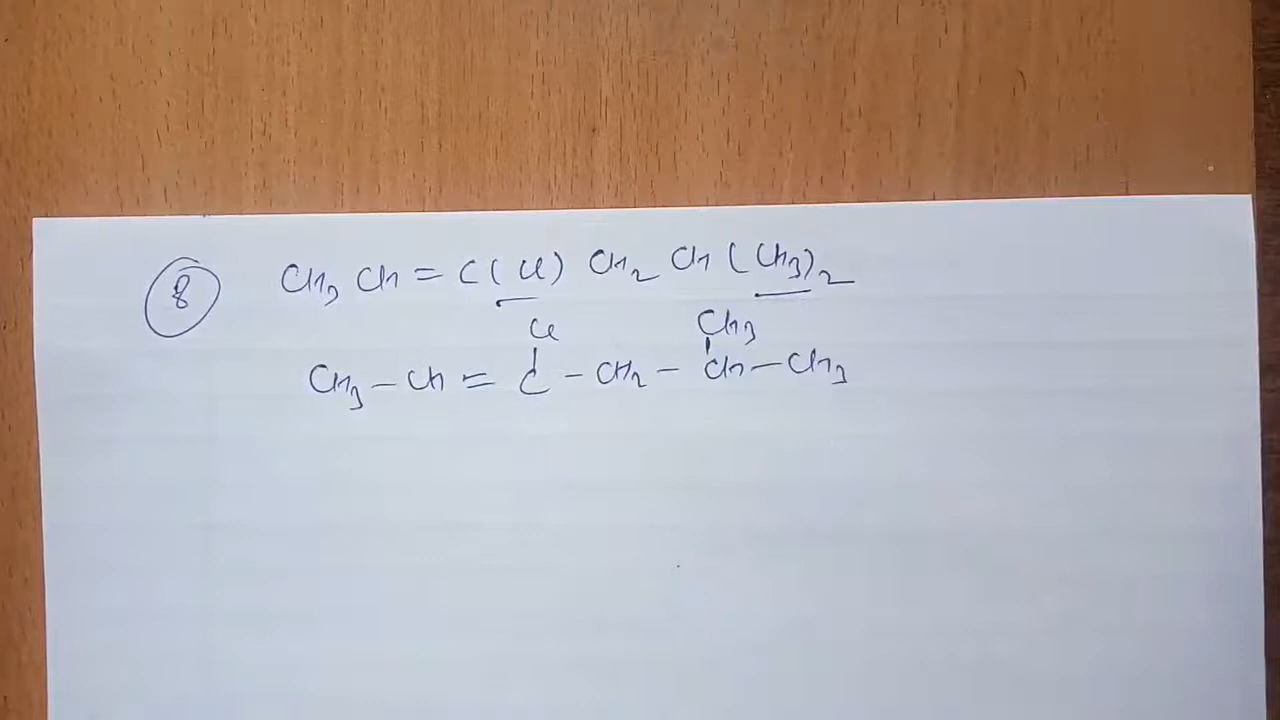 8 CH3 CH = C(Cl) CH2 CH (CH3)2
Cl CH3
CH3 - CH = C - CH2 - CH - CH3